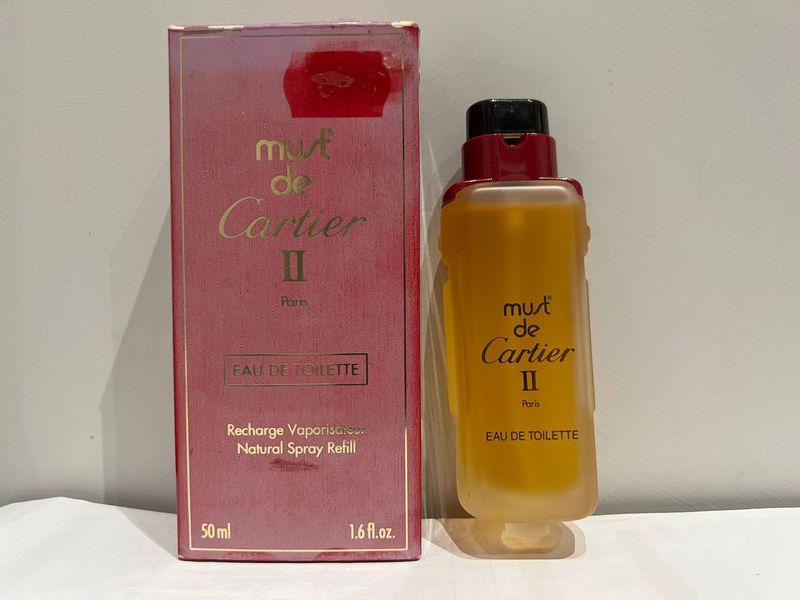 must®
de
Cartier
II
Paris
EAU DE TOILETTE
Recharge Vaporisateur
Natural Spray Refill
50 ml 1.6 fl.oz.
must®
de
Cartier
II
Paris
EAU DE TOILETTE